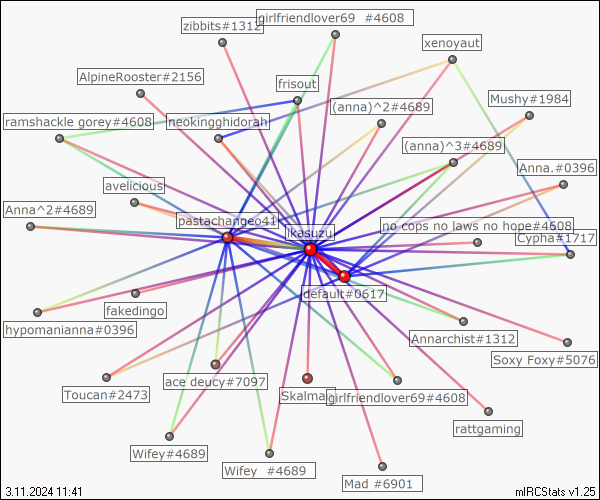 zibbits#1312
girlfriendlover69  #4608
xenoyaut
AlpineRooster#2156
frisout
Mushy#1984
ramshackle gorey#4608
neokingghidorah
(anna)^2#4689
(anna)^3#4689
Anna.#0396
avelicious
Anna^2#4689
pastachangeo41
ikasuzu
no cops no laws no hope#4608
Cypha#1717
default#0617
fakedingo
hypomanianna#0396
Annarchist#1312
Soxy Foxy#5076
Toucan#2473
ace deucy#7097
girlfriendlover69#4608
rattgaming
Wifey#4689
Wifey  #4689
Mad #6901
3.11.2024 11:41
mIRCStats v1.25